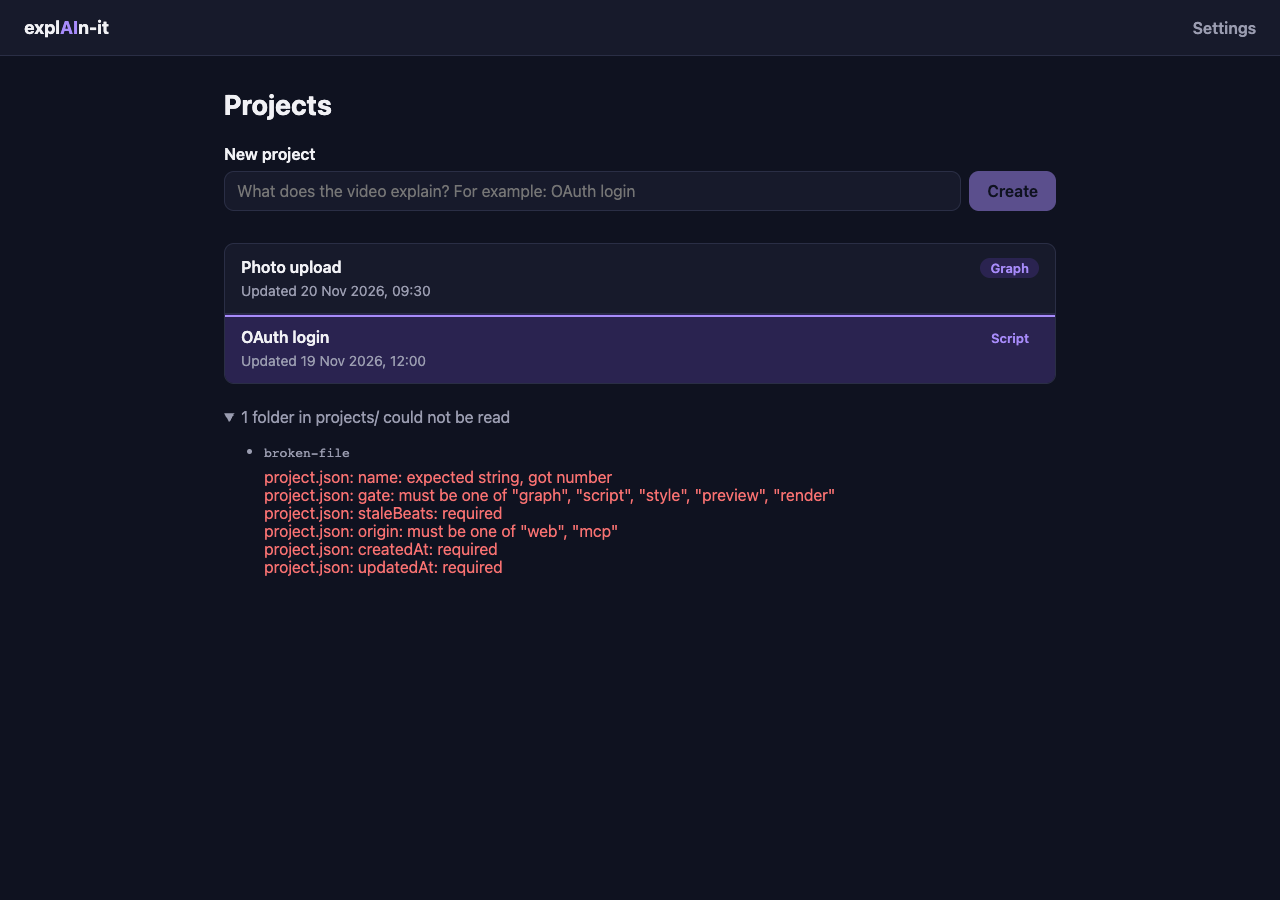 explAIn-it
Settings
Projects
New project
What does the video explain? For example: OAuth login
Create
Photo upload
Graph
Updated 20 Nov 2026, 09:30
OAuth login
Script
Updated 19 Nov 2026, 12:00
▼ 1 folder in projects/ could not be read
• broken-file
project.json: name: expected string, got number
project.json: gate: must be one of "graph", "script", "style", "preview", "render"
project.json: staleBeats: required
project.json: origin: must be one of "web", "mcp"
project.json: createdAt: required
project.json: updatedAt: required